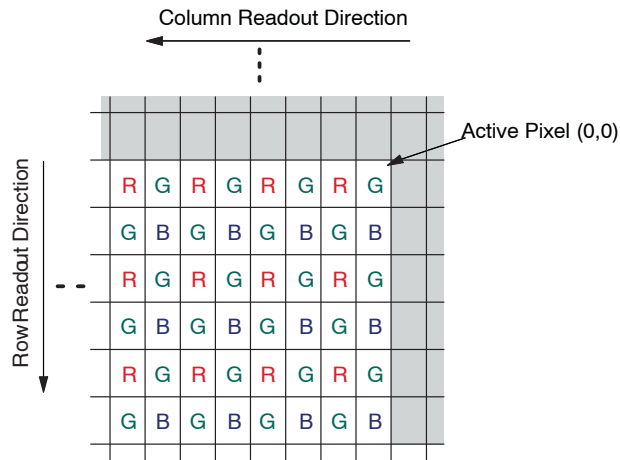 Column Readout Direction
Active Pixel (0,0)
Row Readout Direction
R G R G R G R G
G B G B G B G B
R G R G R G R G
G B G B G B G B
R G R G R G R G
G B G B G B G B